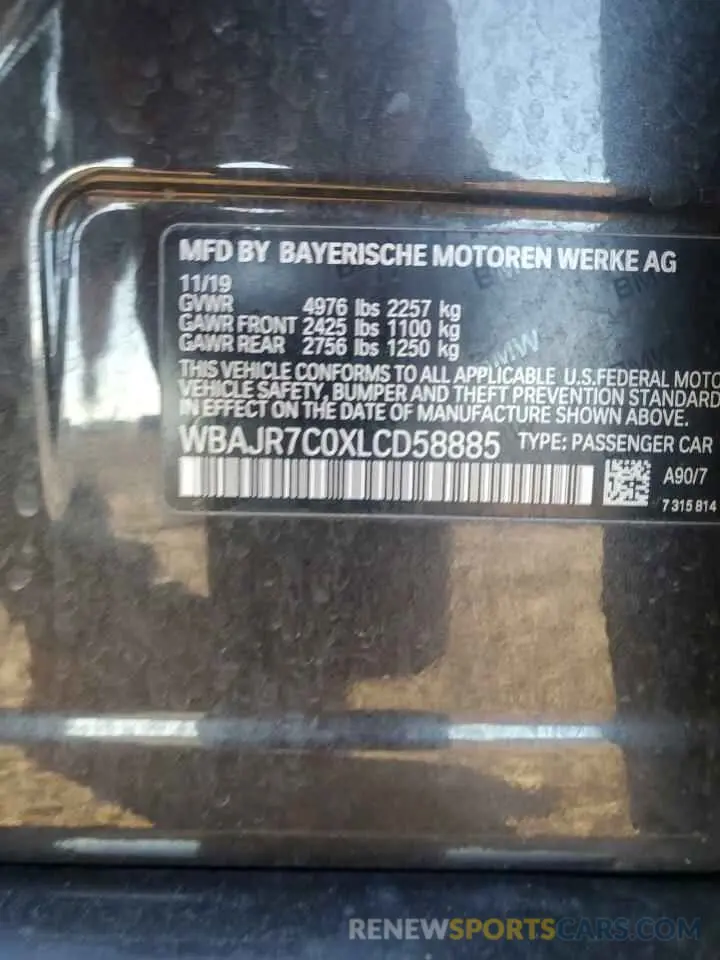 MFD BY BAYERISCHE MOTOREN WERKE AG
11/19
GVWR 4976 lbs 2257 kg
GAWR FRONT 2425 lbs 1100 kg
GAWR REAR 2756 lbs 1250 kg
THIS VEHICLE CONFORMS TO ALL APPLICABLE U.S.FEDERAL MOTO
VEHICLE SAFETY, BUMPER AND THEFT PREVENTION STANDARD
IN EFFECT ON THE DATE OF MANUFACTURE SHOWN ABOVE.
WBAJR7C0XLCD58885 TYPE: PASSENGER CAR
A90/7
7 315 814
BMW
RENEWSPORTSCARS.COM